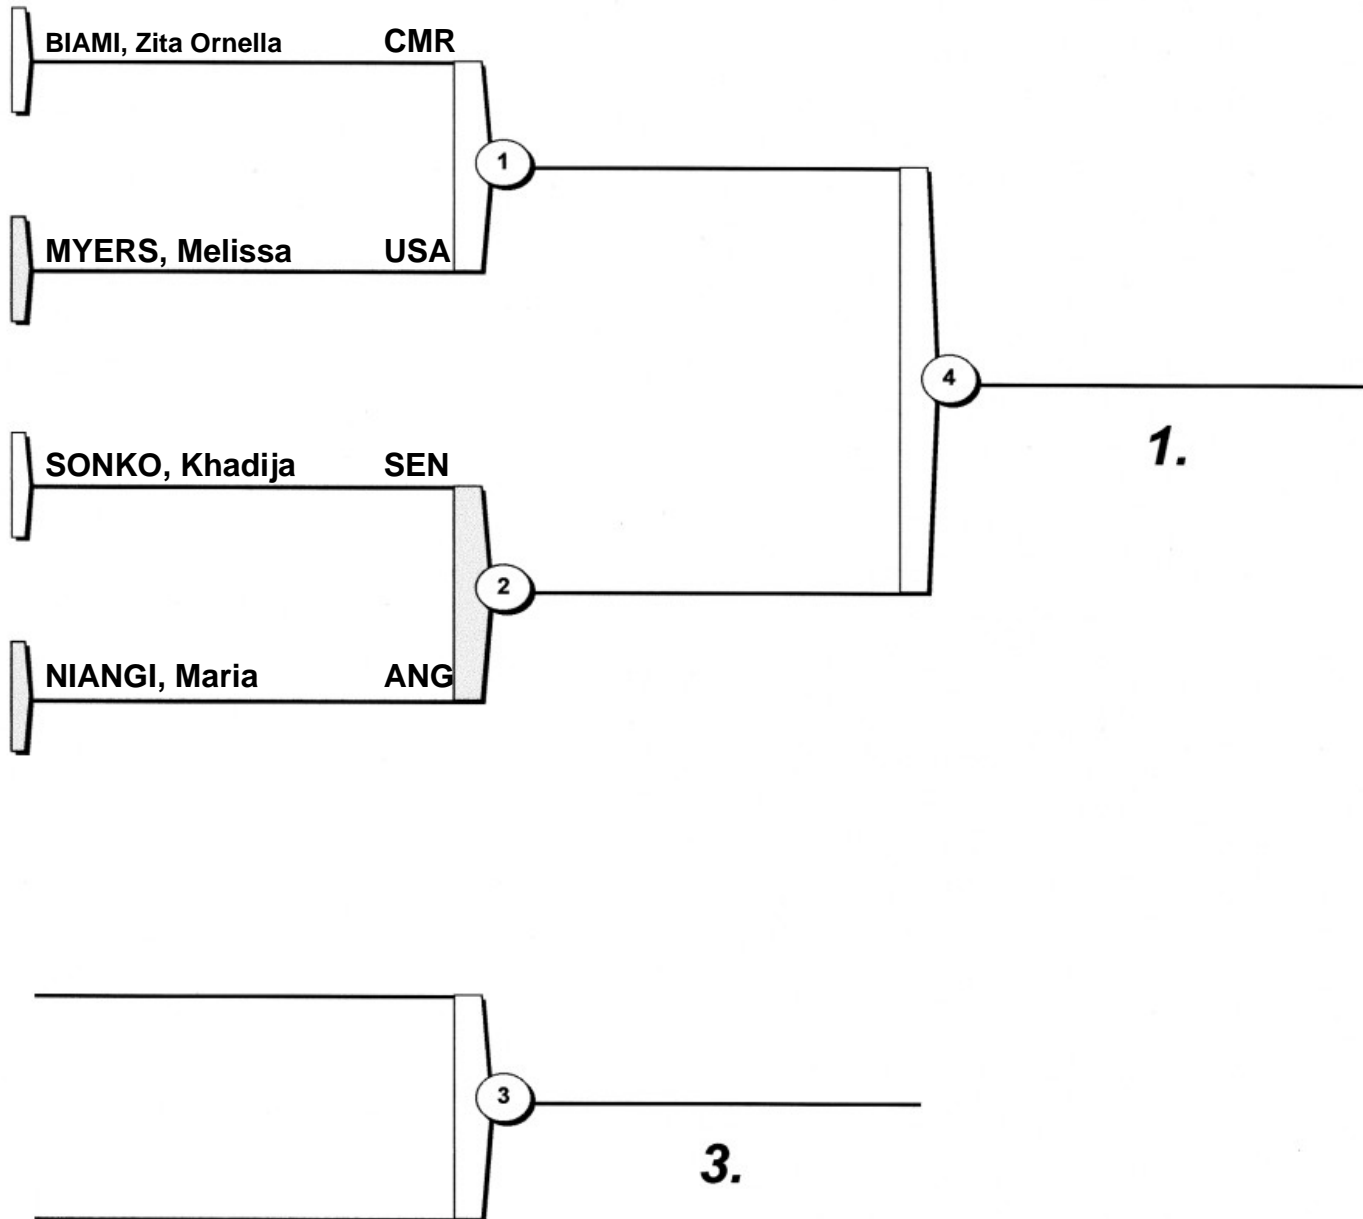 BIAMI, Zita Ornella CMR
1
MYERS, Melissa USA
4
1.
SONKO, Khadija SEN
2
NIANGI, Maria ANG
3
3.